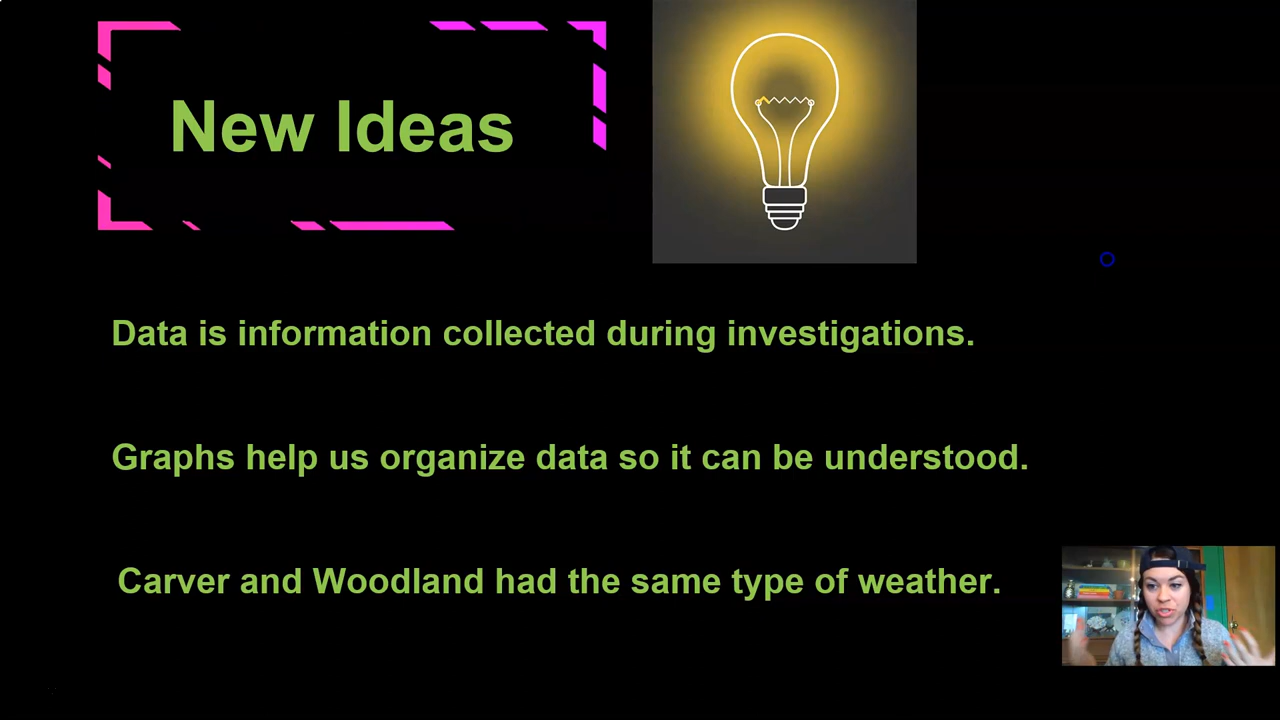 New Ideas
Data is information collected during investigations.
Graphs help us organize data so it can be understood.
Carver and Woodland had the same type of weather.